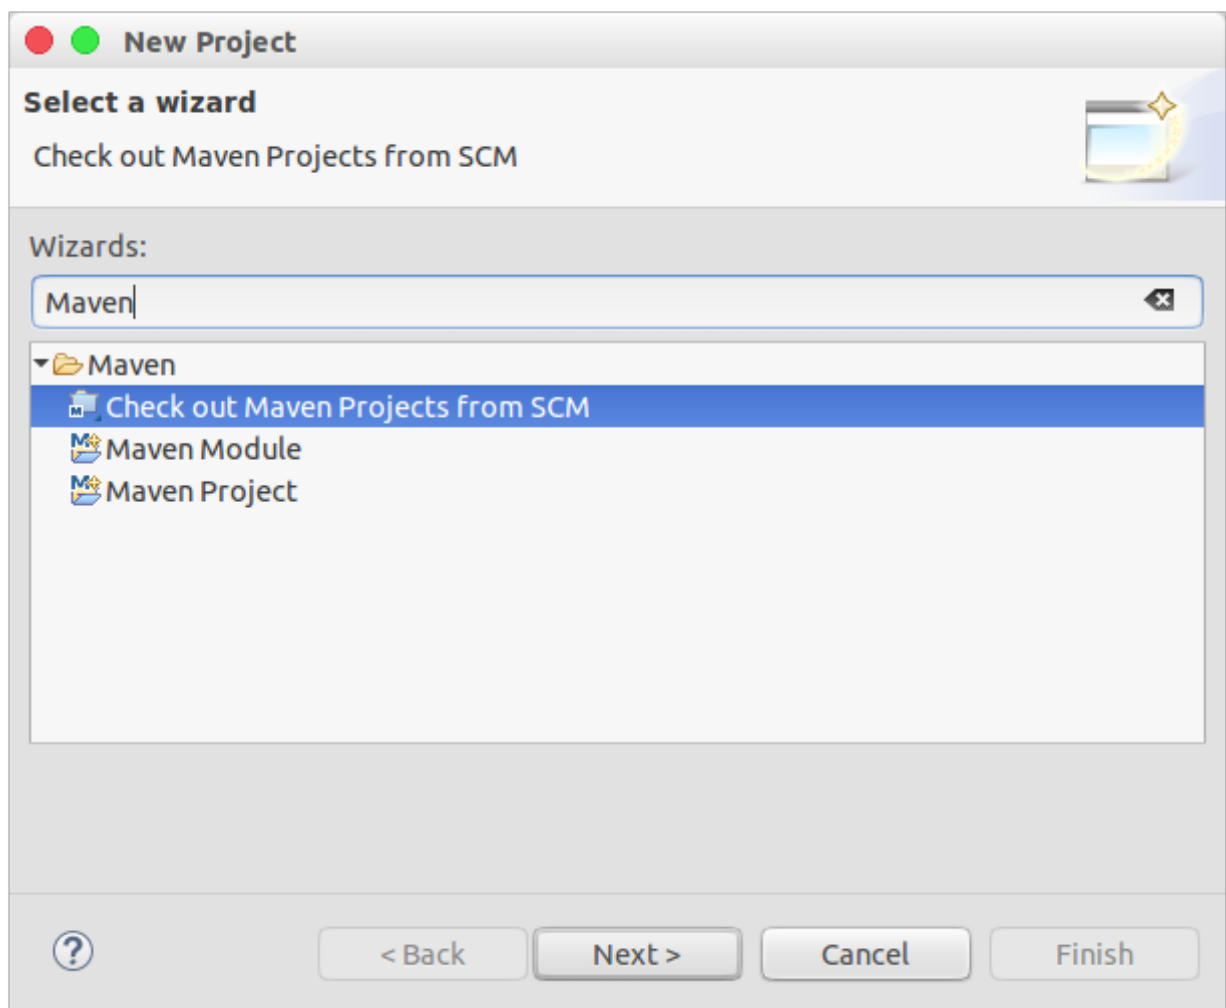 New Project
Select a wizard
Check out Maven Projects from SCM
Wizards:
Maven
Maven
Check out Maven Projects from SCM
Maven Module
Maven Project
?
< Back
Next >
Cancel
Finish